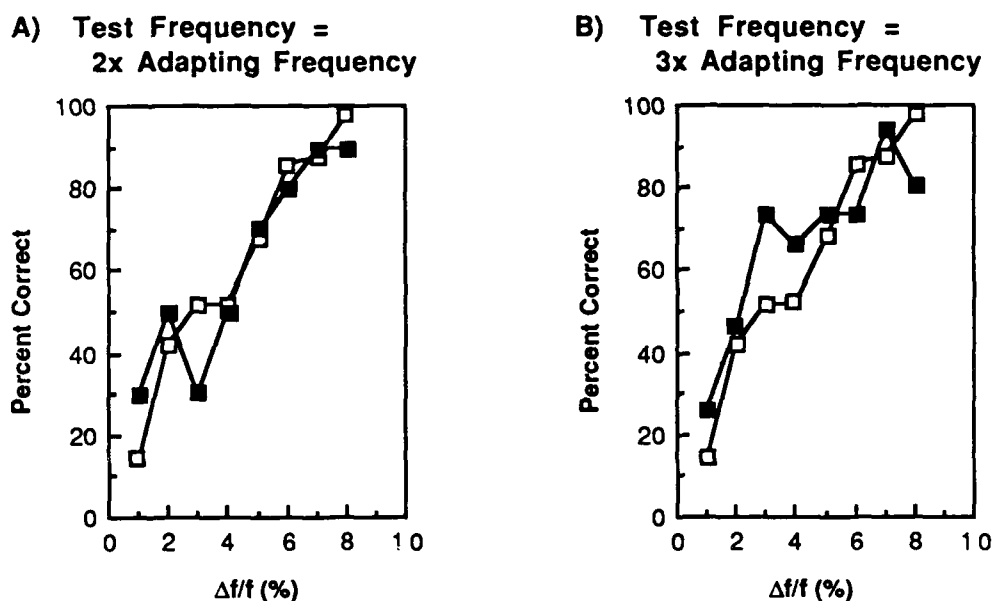 A) Test Frequency =
2x Adapting Frequency
Percent Correct
100
80
60
40
20
0
0 2 4 6 8 10
Δf/f (%)
B) Test Frequency =
3x Adapting Frequency
Percent Correct
100
80
60
40
20
0
0 2 4 6 8 10
Δf/f (%)